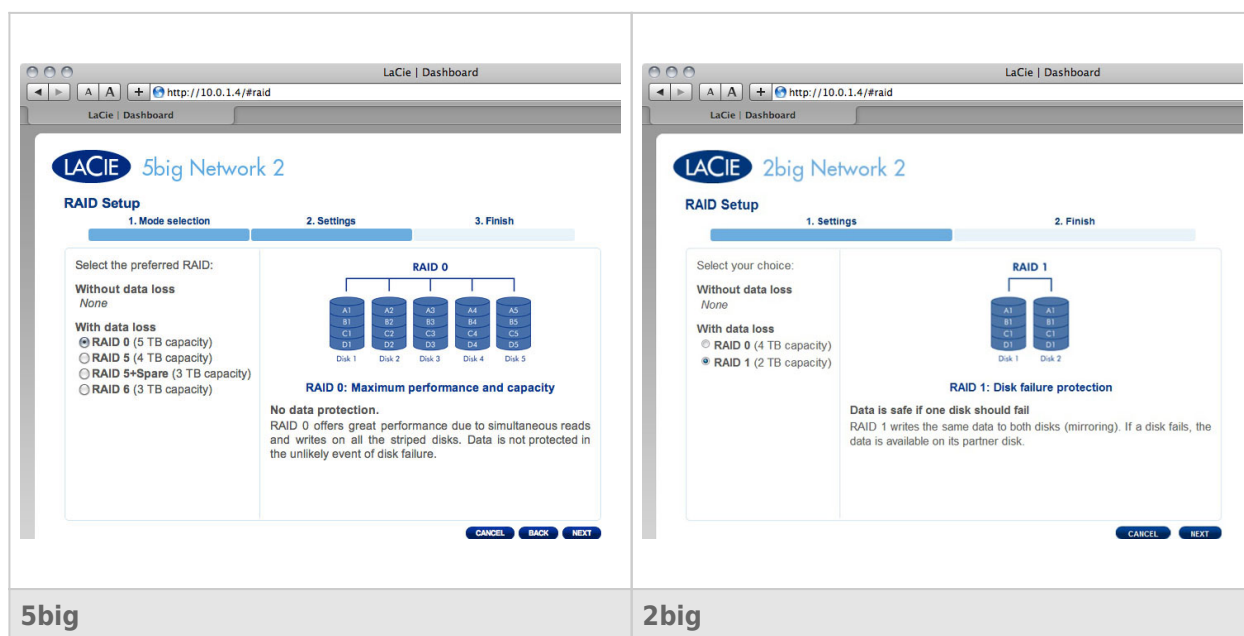 LaCie | Dashboard
A A + http://10.0.1.4/#raid
LaCie | Dashboard
LACIE 5big Network 2
RAID Setup
1. Mode selection 2. Settings 3. Finish
Select the preferred RAID:
Without data loss
None
With data loss
RAID 0 (5 TB capacity)
RAID 5 (4 TB capacity)
RAID 5+Spare (3 TB capacity)
RAID 6 (3 TB capacity)
RAID 0
A1 A2 A3 A4 A5
B1 B2 B3 B4 B5
C1 C2 C3 C4 C5
D1 D2 D3 D4 D5
Disk 1 Disk 2 Disk 3 Disk 4 Disk 5
RAID 0: Maximum performance and capacity
No data protection.
RAID 0 offers great performance due to simultaneous reads
and writes on all the striped disks. Data is not protected in
the unlikely event of disk failure.
CANCEL BACK NEXT
5big
LaCie | Dashboard
A A + http://10.0.1.4/#raid
LaCie | Dashboard
LACIE 2big Network 2
RAID Setup
1. Settings 2. Finish
Select your choice:
Without data loss
None
With data loss
RAID 0 (4 TB capacity)
RAID 1 (2 TB capacity)
RAID 1
A1 A1
B1 B1
C1 C1
D1 D1
Disk 1 Disk 2
RAID 1: Disk failure protection
Data is safe if one disk should fail
RAID 1 writes the same data to both disks (mirroring). If a disk fails, the
data is available on its partner disk.
CANCEL NEXT
2big